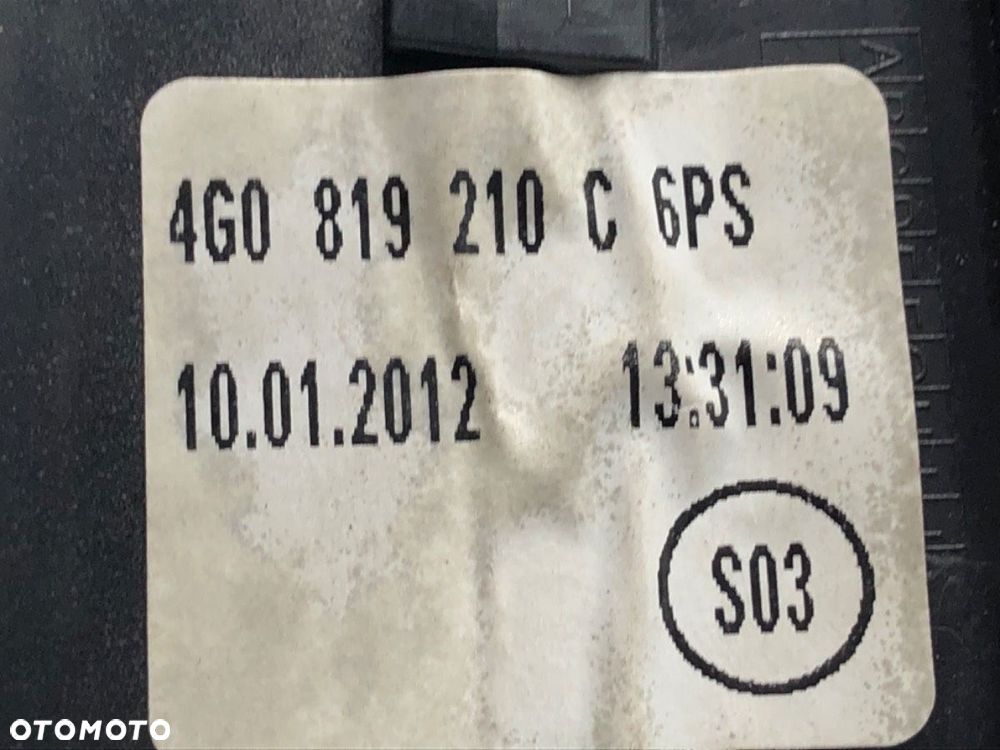 4G0 819 210 C 6PS
10.01.2012 13:31:09
S03
OTOMOTO